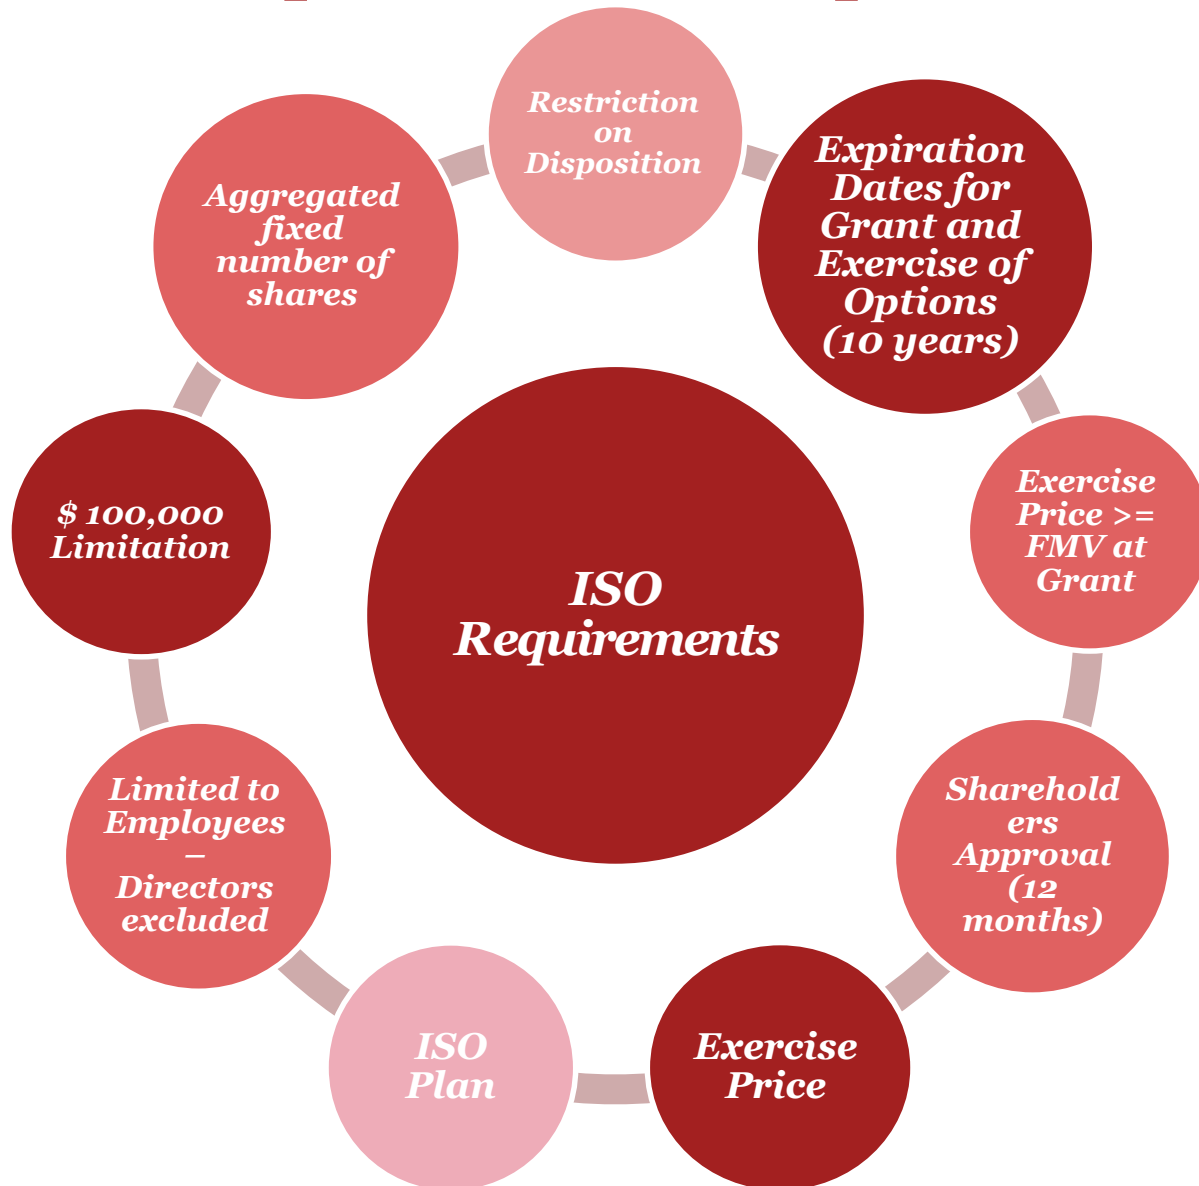 Restriction
on
Disposition
Expiration
Dates for
Grant and
Exercise of
Options
(10 years)
Exercise
Price >=
FMV at
Grant
Sharehold
ers
Approval
(12
months)
Exercise
Price
ISO
Plan
Limited to
Employees
–
Directors
excluded
$ 100,000
Limitation
Aggregated
fixed
number of
shares
ISO
Requirements